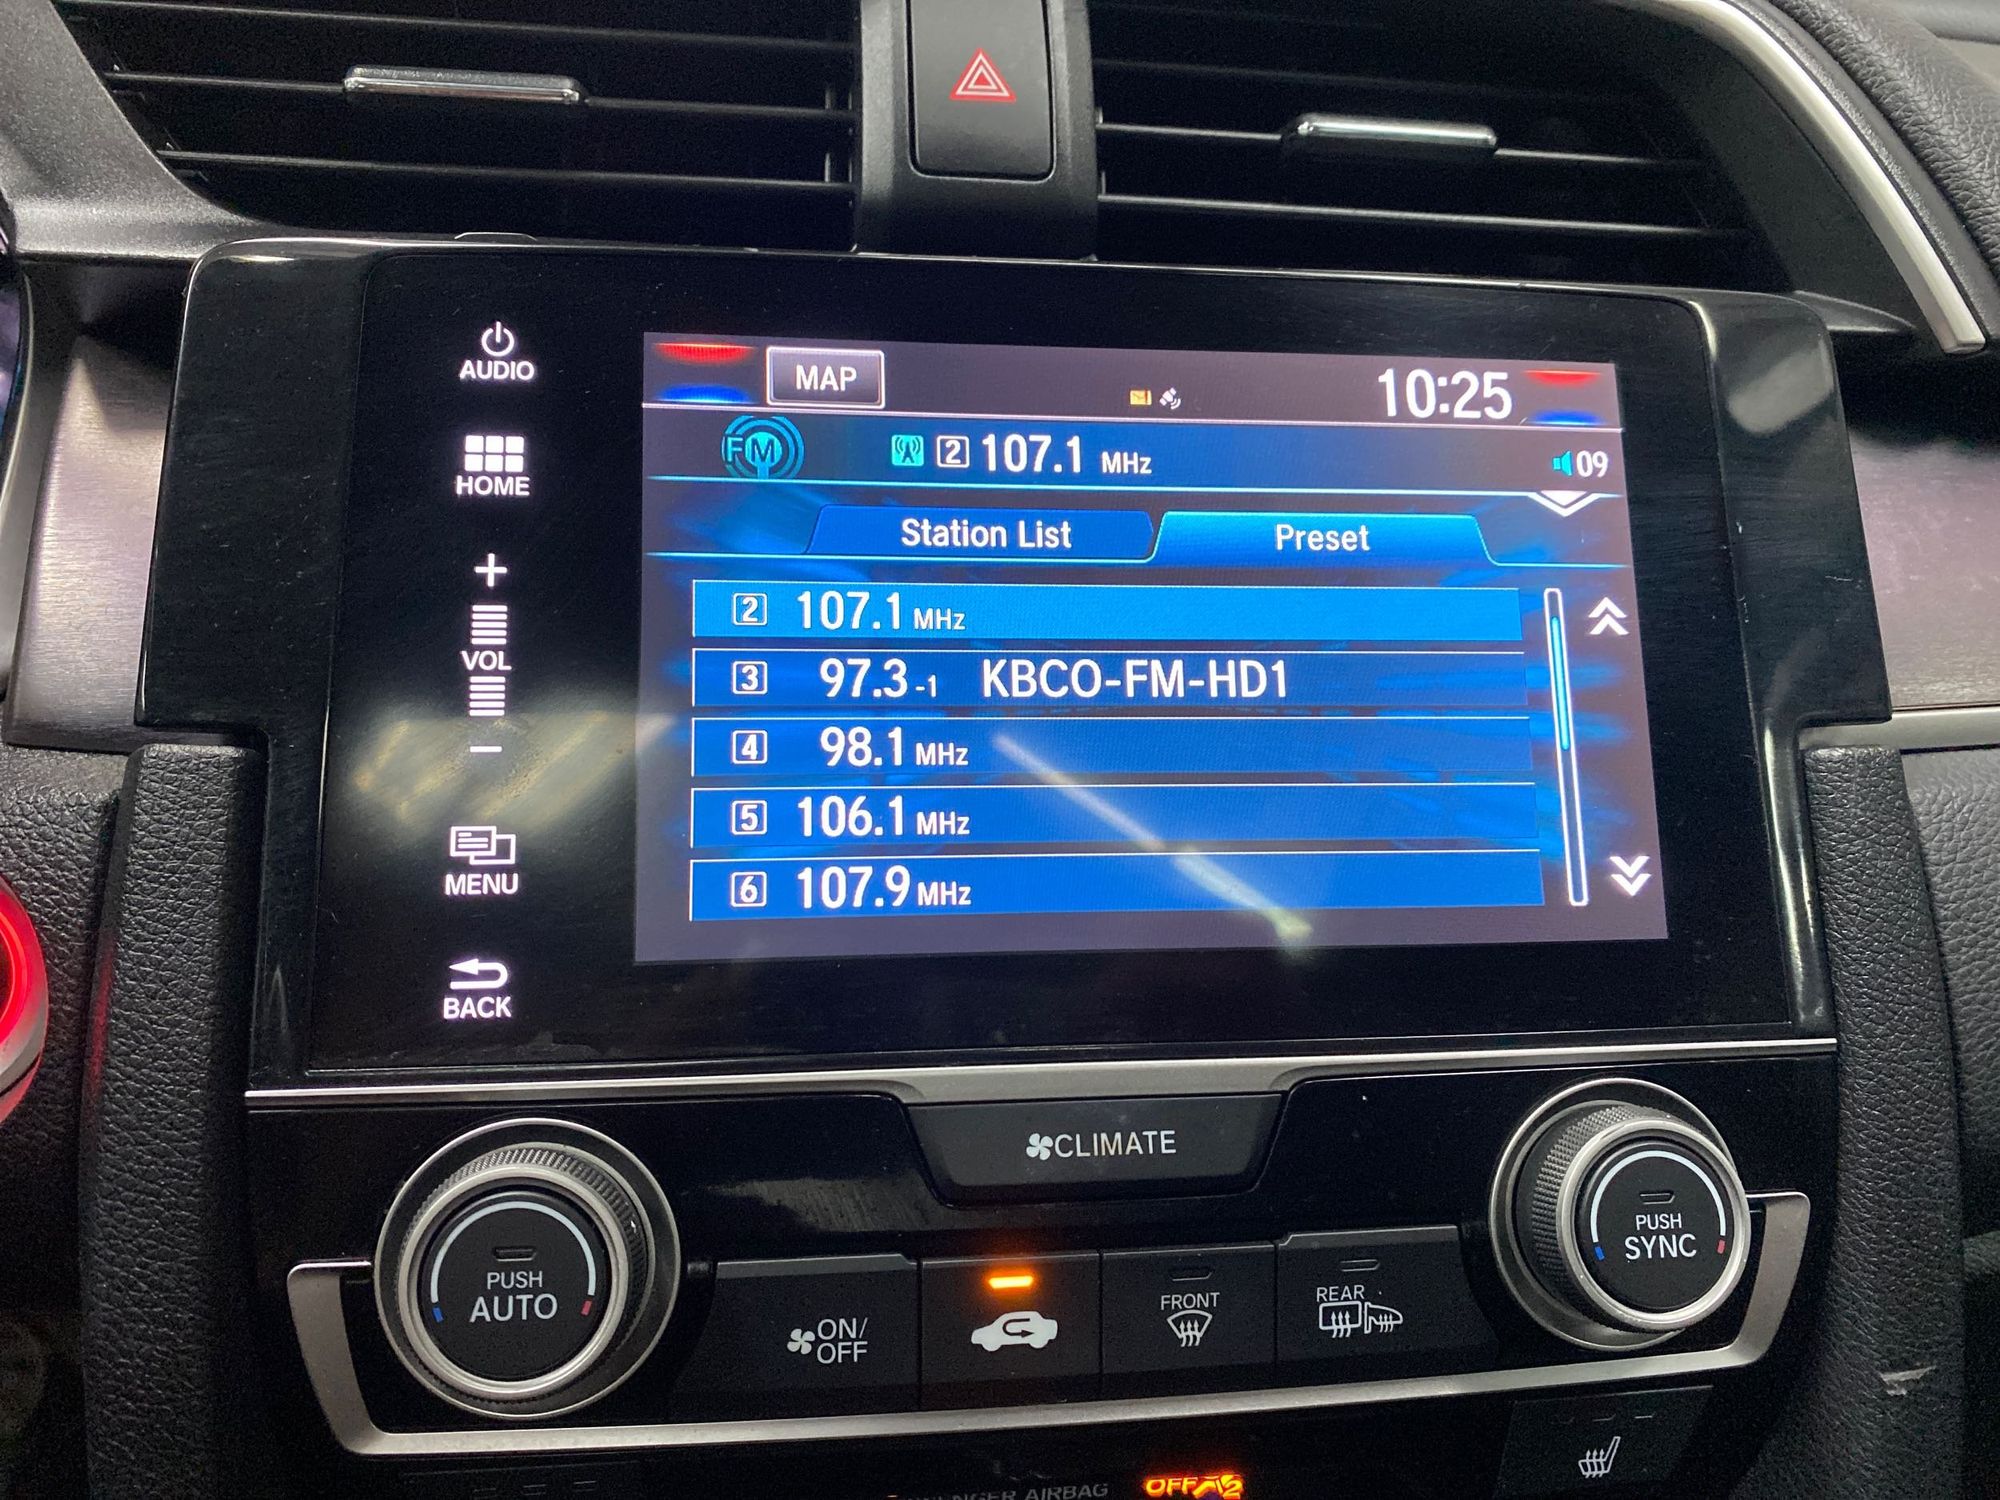 AUDIO
HOME
+
VOL
−
MENU
BACK
MAP
10:25
FM
2 107.1 MHz
09
Station List
Preset
2 107.1 MHz
3 97.3 -1 KBCO-FM-HD1
4 98.1 MHz
5 106.1 MHz
6 107.9 MHz
CLIMATE
PUSH
AUTO
ON/
OFF
FRONT
REAR
PUSH
SYNC
AIRBAG
OFF
2